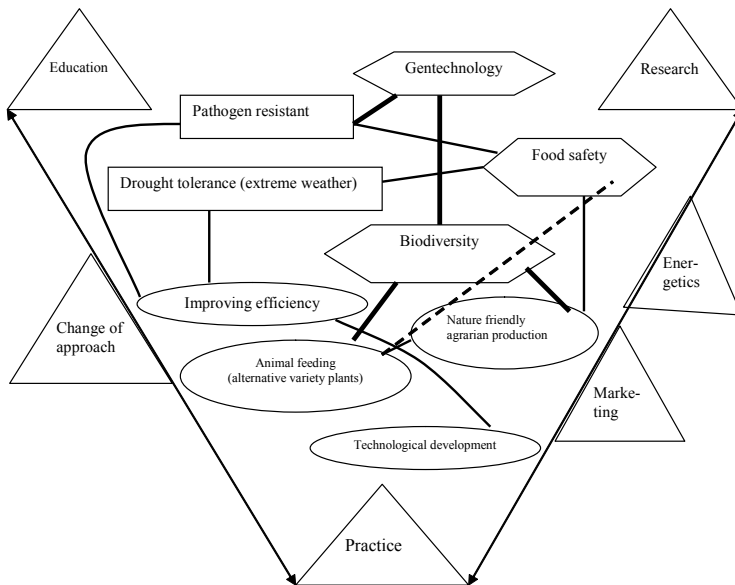 Education
Gentechnology
Research
Pathogen resistant
Food safety
Drought tolerance (extreme weather)
Biodiversity
Ener-
getics
Improving efficiency
Nature friendly
agrarian production
Change of
approach
Animal feeding
(alternative variety plants)
Marke-
ting
Technological development
Practice